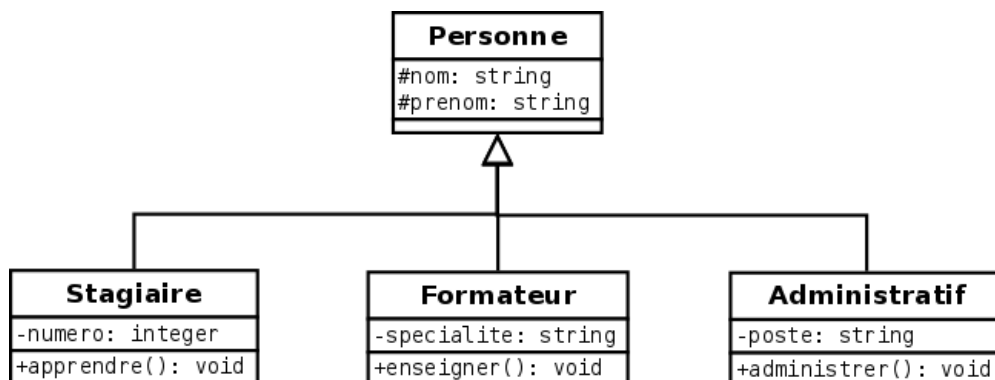 Personne
#nom: string
#prenom: string
Stagiaire
-numero: integer
+apprendre(): void
Formateur
-specialite: string
+enseigner(): void
Administratif
-poste: string
+administrer(): void